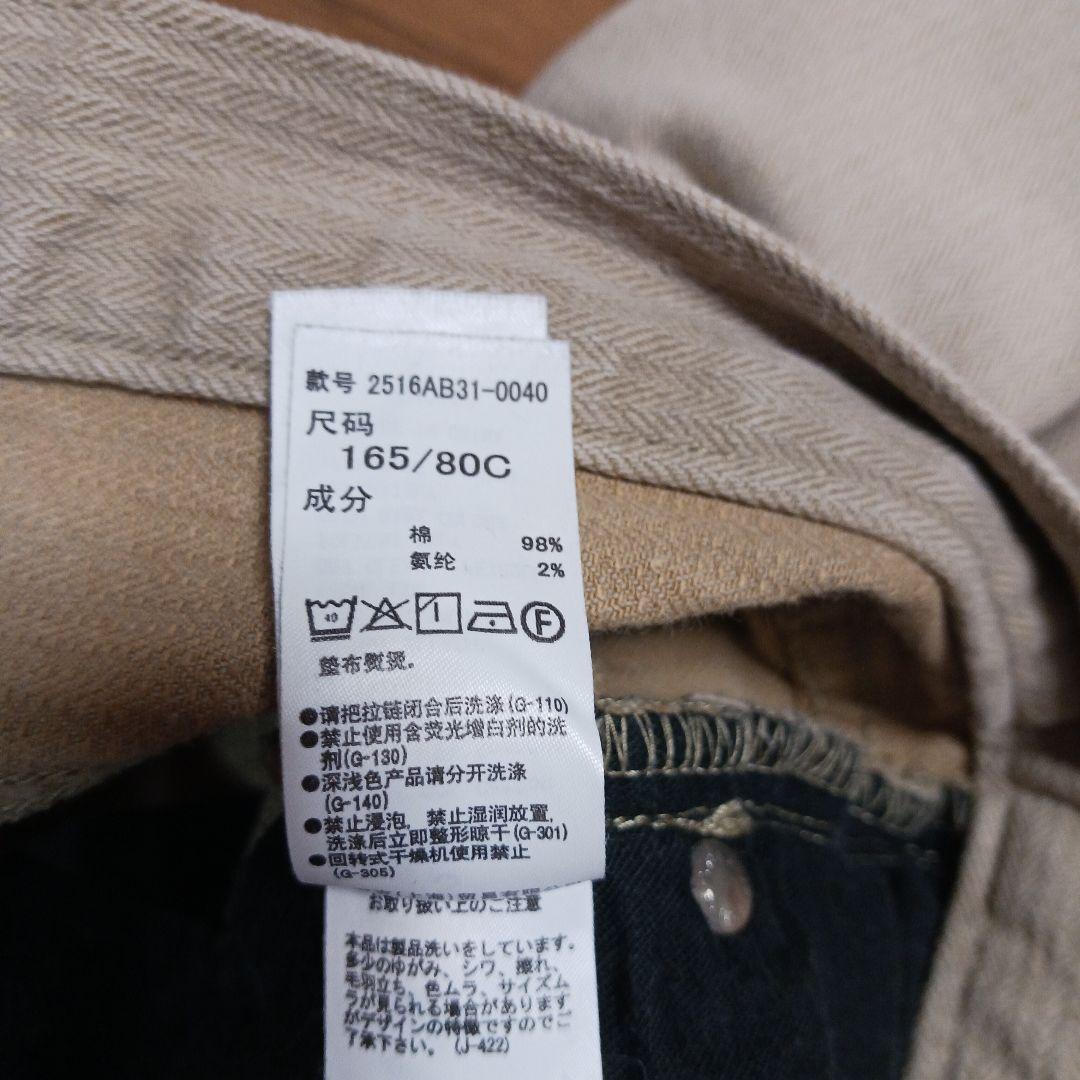 款号 2516AB31-0040
尺码
165/80C
成分
棉 98%
氨纶 2%
40 F
垫布熨烫。
●请把拉链闭合后洗涤(G-110)
●禁止使用含荧光增白剂的洗
剂(G-130)
●深浅色产品请分开洗涤
(G-140)
●禁止浸泡，禁止湿润放置，
洗涤后立即整形晾干(G-301)
●回转式干燥机使用禁止
(G-305)
お取り扱い上のご注意
本品は製品洗いをしています。
多少のゆがみ、シワ、擦れ、
毛羽立ち、色ムラ、サイズム
ラが見られる場合があります
がデザインの特徴ですのでご
了承下さい。(J-422)